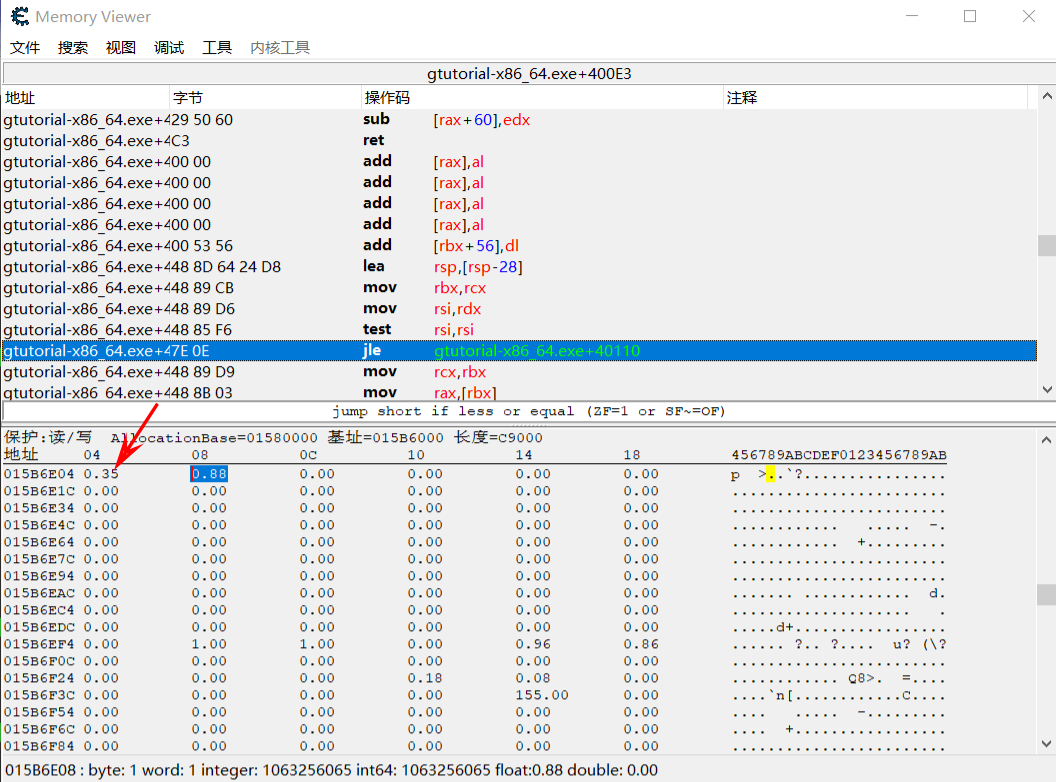 Memory Viewer
文件 搜索 视图 调试 工具 内核工具
gtutorial-x86_64.exe+400E3
地址 字节 操作码 注释
gtutorial-x86_64.exe+4 29 50 60 sub [rax+60],edx
gtutorial-x86_64.exe+4 C3 ret
gtutorial-x86_64.exe+4 00 00 add [rax],al
gtutorial-x86_64.exe+4 00 00 add [rax],al
gtutorial-x86_64.exe+4 00 00 add [rax],al
gtutorial-x86_64.exe+4 00 00 add [rax],al
gtutorial-x86_64.exe+4 00 53 56 add [rbx+56],dl
gtutorial-x86_64.exe+4 48 8D 64 24 D8 lea rsp,[rsp-28]
gtutorial-x86_64.exe+4 48 89 CB mov rbx,rcx
gtutorial-x86_64.exe+4 48 89 D6 mov rsi,rdx
gtutorial-x86_64.exe+4 48 85 F6 test rsi,rsi
gtutorial-x86_64.exe+4 7E 0E jle gtutorial-x86_64.exe+40110
gtutorial-x86_64.exe+4 48 89 D9 mov rcx,rbx
gtutorial-x86_64.exe+4 48 8B 03 mov rax,[rbx]
jump short if less or equal (ZF=1 or SF~=OF)
保护:读/写 AllocationBase=01580000 基址=015B6000 长度=C9000
地址 04 08 0C 10 14 18 456789ABCDEF0123456789AB
015B6E04 0.35 0.88 0.00 0.00 0.00 0.00 p >..`?................
015B6E1C 0.00 0.00 0.00 0.00 0.00 0.00 ........................
015B6E34 0.00 0.00 0.00 0.00 0.00 0.00 ........................
015B6E4C 0.00 0.00 0.00 0.00 0.00 0.00 ............ ..... -.
015B6E64 0.00 0.00 0.00 0.00 0.00 0.00 ............ +.........
015B6E7C 0.00 0.00 0.00 0.00 0.00 0.00 ........................
015B6E94 0.00 0.00 0.00 0.00 0.00 0.00 ........................
015B6EAC 0.00 0.00 0.00 0.00 0.00 0.00 ........ ............ d.
015B6EC4 0.00 0.00 0.00 0.00 0.00 0.00 .................... .
015B6EDC 0.00 0.00 0.00 0.00 0.00 0.00 .....d+.................
015B6EF4 0.00 1.00 1.00 0.00 0.96 0.86 ...... ?.. ?.... u? (\?
015B6F0C 0.00 0.00 0.00 0.00 0.00 0.00 ........................
015B6F24 0.00 0.00 0.00 0.18 0.08 0.00 ............ Q8>. =....
015B6F3C 0.00 0.00 0.00 0.00 155.00 0.00 ....`n[............C....
015B6F54 0.00 0.00 0.00 0.00 0.00 0.00 .... ..... -.........
015B6F6C 0.00 0.00 0.00 0.00 0.00 0.00 .... +.................
015B6F84 0.00 0.00 0.00 0.00 0.00 0.00 ........................
015B6E08 : byte: 1 word: 1 integer: 1063256065 int64: 1063256065 float:0.88 double: 0.00